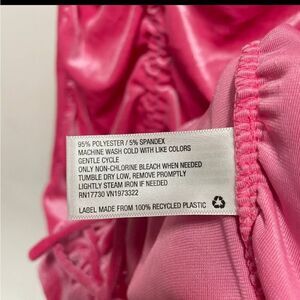 95% POLYESTER / 5% SPANDEX
MACHINE WASH COLD WITH LIKE COLORS
GENTLE CYCLE
ONLY NON-CHLORINE BLEACH WHEN NEEDED
TUMBLE DRY LOW, REMOVE PROMPTLY
LIGHTLY STEAM IRON IF NEEDED
RN17730 VN1973322
LABEL MADE FROM 100% RECYCLED PLASTIC